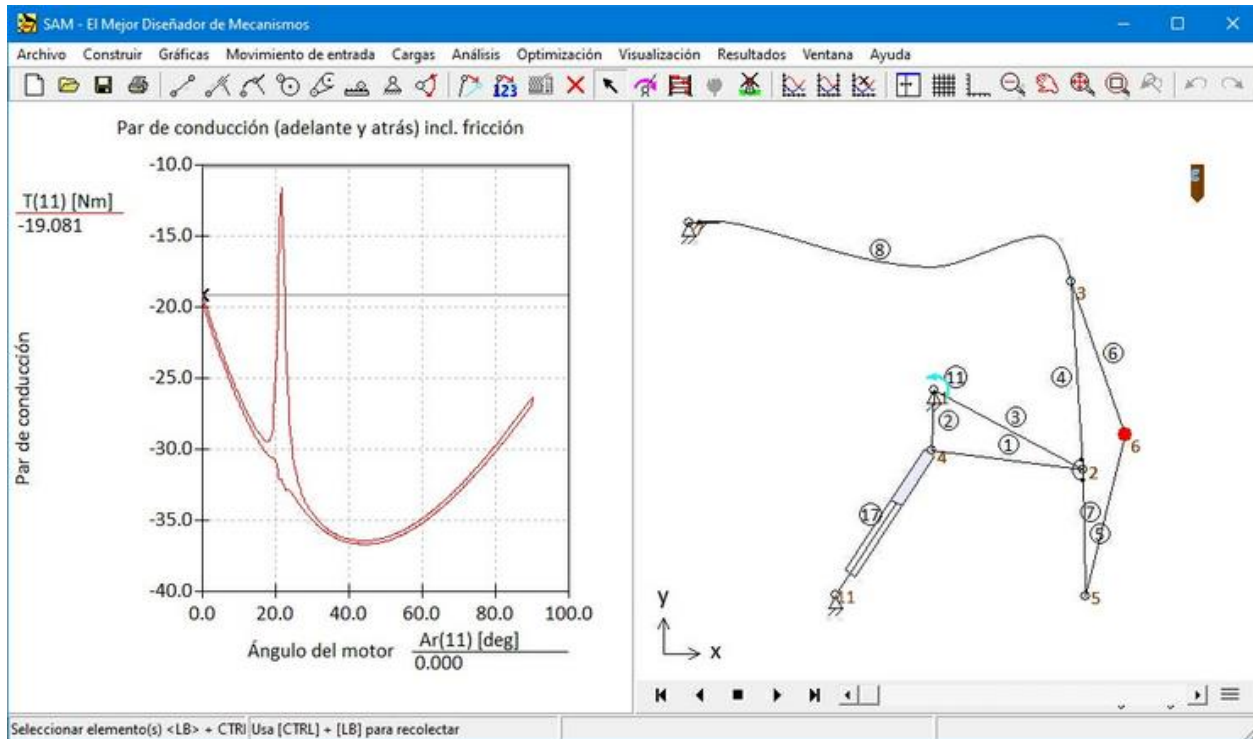 SAM - El Mejor Diseñador de Mecanismos
Archivo Construir Gráficas Movimiento de entrada Cargas Análisis Optimización Visualización Resultados Ventana Ayuda
123
Par de conducción (adelante y atrás) incl. fricción
T(11) [Nm]
-19.081
Par de conducción
-10.0
-15.0
-20.0
-25.0
-30.0
-35.0
-40.0
0.0 20.0 40.0 60.0 80.0 100.0
Ángulo del motor
Ar(11) [deg]
0.000
8
3
6
4
11
1
2
3
1
4
6
2
17
7
5
11
5
y
x
Seleccionar elemento(s) <LB> + CTRl Usa [CTRL] + [LB] para recolectar